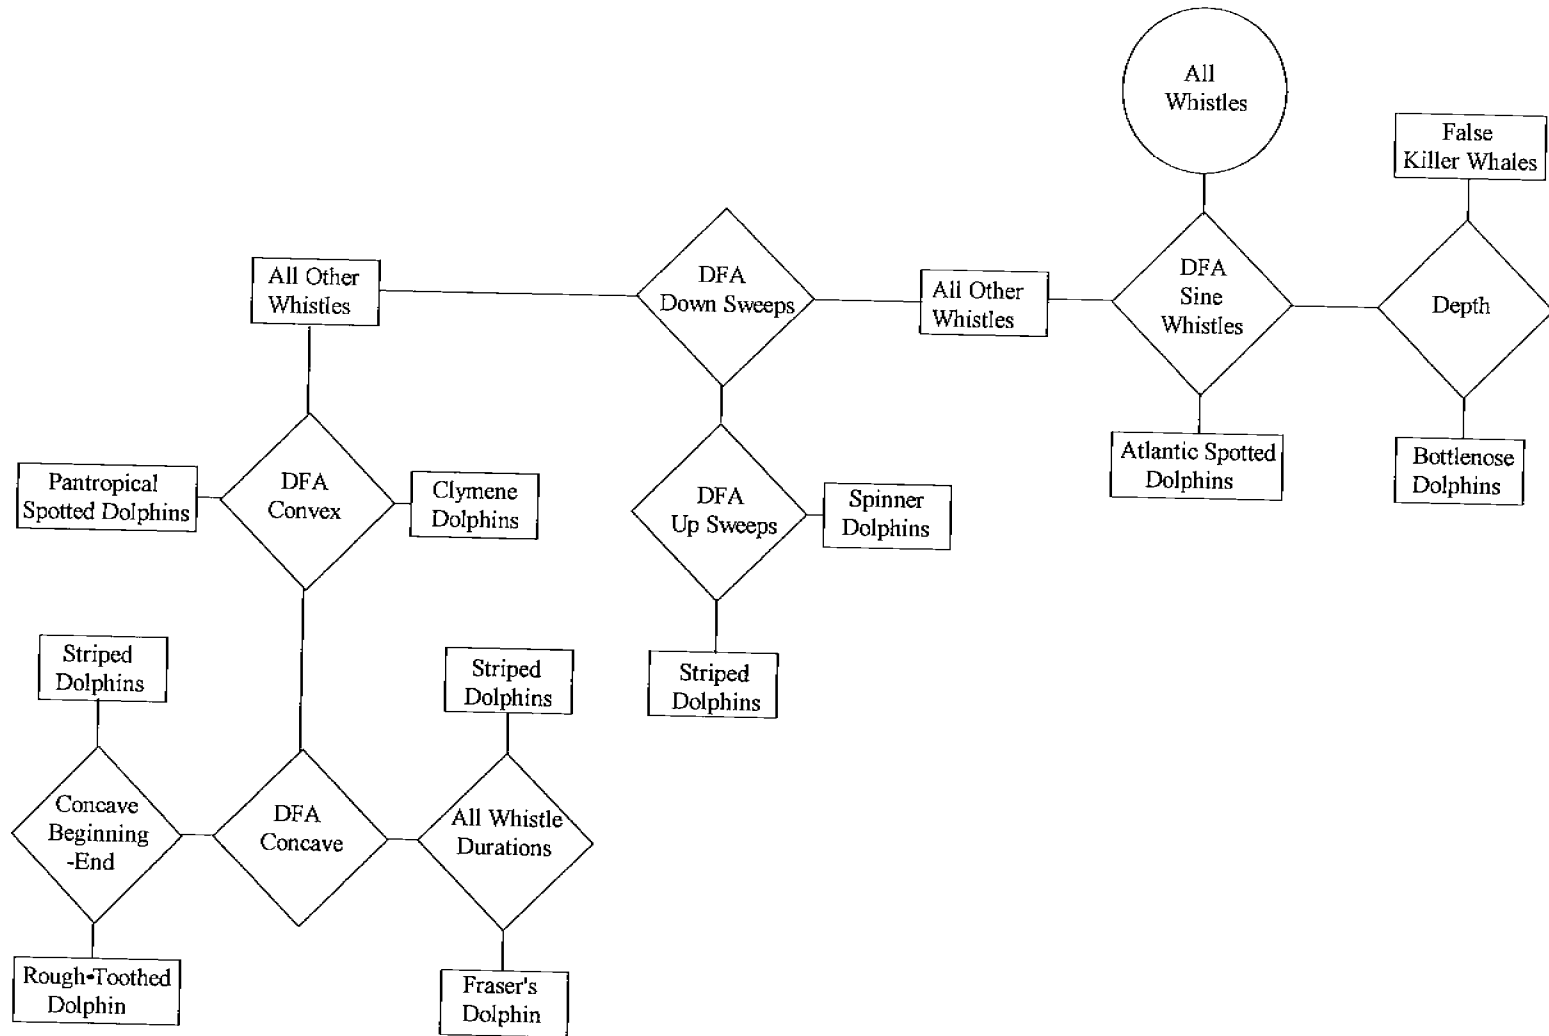 All
Whistles
False
Killer Whales
DFA
Sine
Whistles
Depth
All Other
Whistles
DFA
Down Sweeps
All Other
Whistles
Atlantic Spotted
Dolphins
Bottlenose
Dolphins
DFA
Up Sweeps
Spinner
Dolphins
Striped
Dolphins
DFA
Convex
Pantropical
Spotted Dolphins
Clymene
Dolphins
Striped
Dolphins
Striped
Dolphins
Concave
Beginning
-End
DFA
Concave
All Whistle
Durations
Rough-Toothed
Dolphin
Fraser's
Dolphin